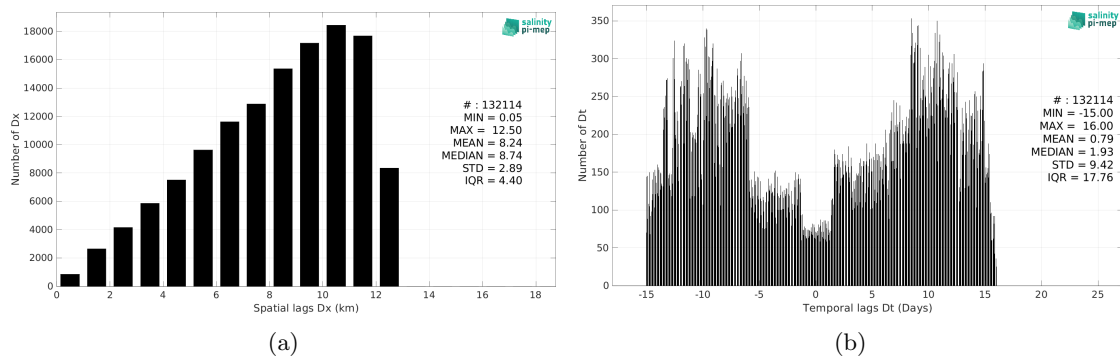 18000
16000
14000
12000
10000
8000
6000
4000
2000
0
Number of Dx
0 2 4 6 8 10 12 14 16 18
Spatial lags Dx (km)
salinity
pi-mep
# : 132114
MIN = 0.05
MAX = 12.50
MEAN = 8.24
MEDIAN = 8.74
STD = 2.89
IQR = 4.40
(a)
350
300
250
200
150
100
50
0
Number of Dt
-15 -10 -5 0 5 10 15 20 25
Temporal lags Dt (Days)
salinity
pi-mep
# : 132114
MIN = -15.00
MAX = 16.00
MEAN = 0.79
MEDIAN = 1.93
STD = 9.42
IQR = 17.76
(b)